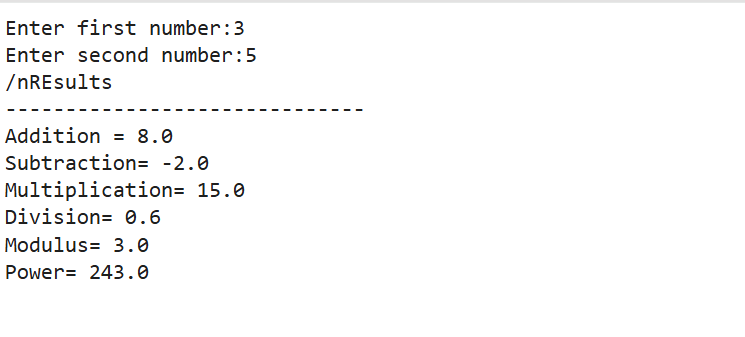 Enter first number:3
Enter second number:5
/nREsults
------------------------------
Addition = 8.0
Subtraction= -2.0
Multiplication= 15.0
Division= 0.6
Modulus= 3.0
Power= 243.0